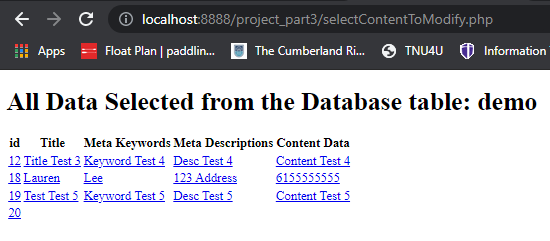 localhost:8888/project_part3/selectContentToModify.php
Apps Float Plan | paddlin... The Cumberland Ri... TNU4U Information
All Data Selected from the Database table: demo
id Title Meta Keywords Meta Descriptions Content Data
12 Title Test 3 Keyword Test 4 Desc Test 4 Content Test 4
18 Lauren Lee 123 Address 6155555555
19 Test Test 5 Keyword Test 5 Desc Test 5 Content Test 5
20